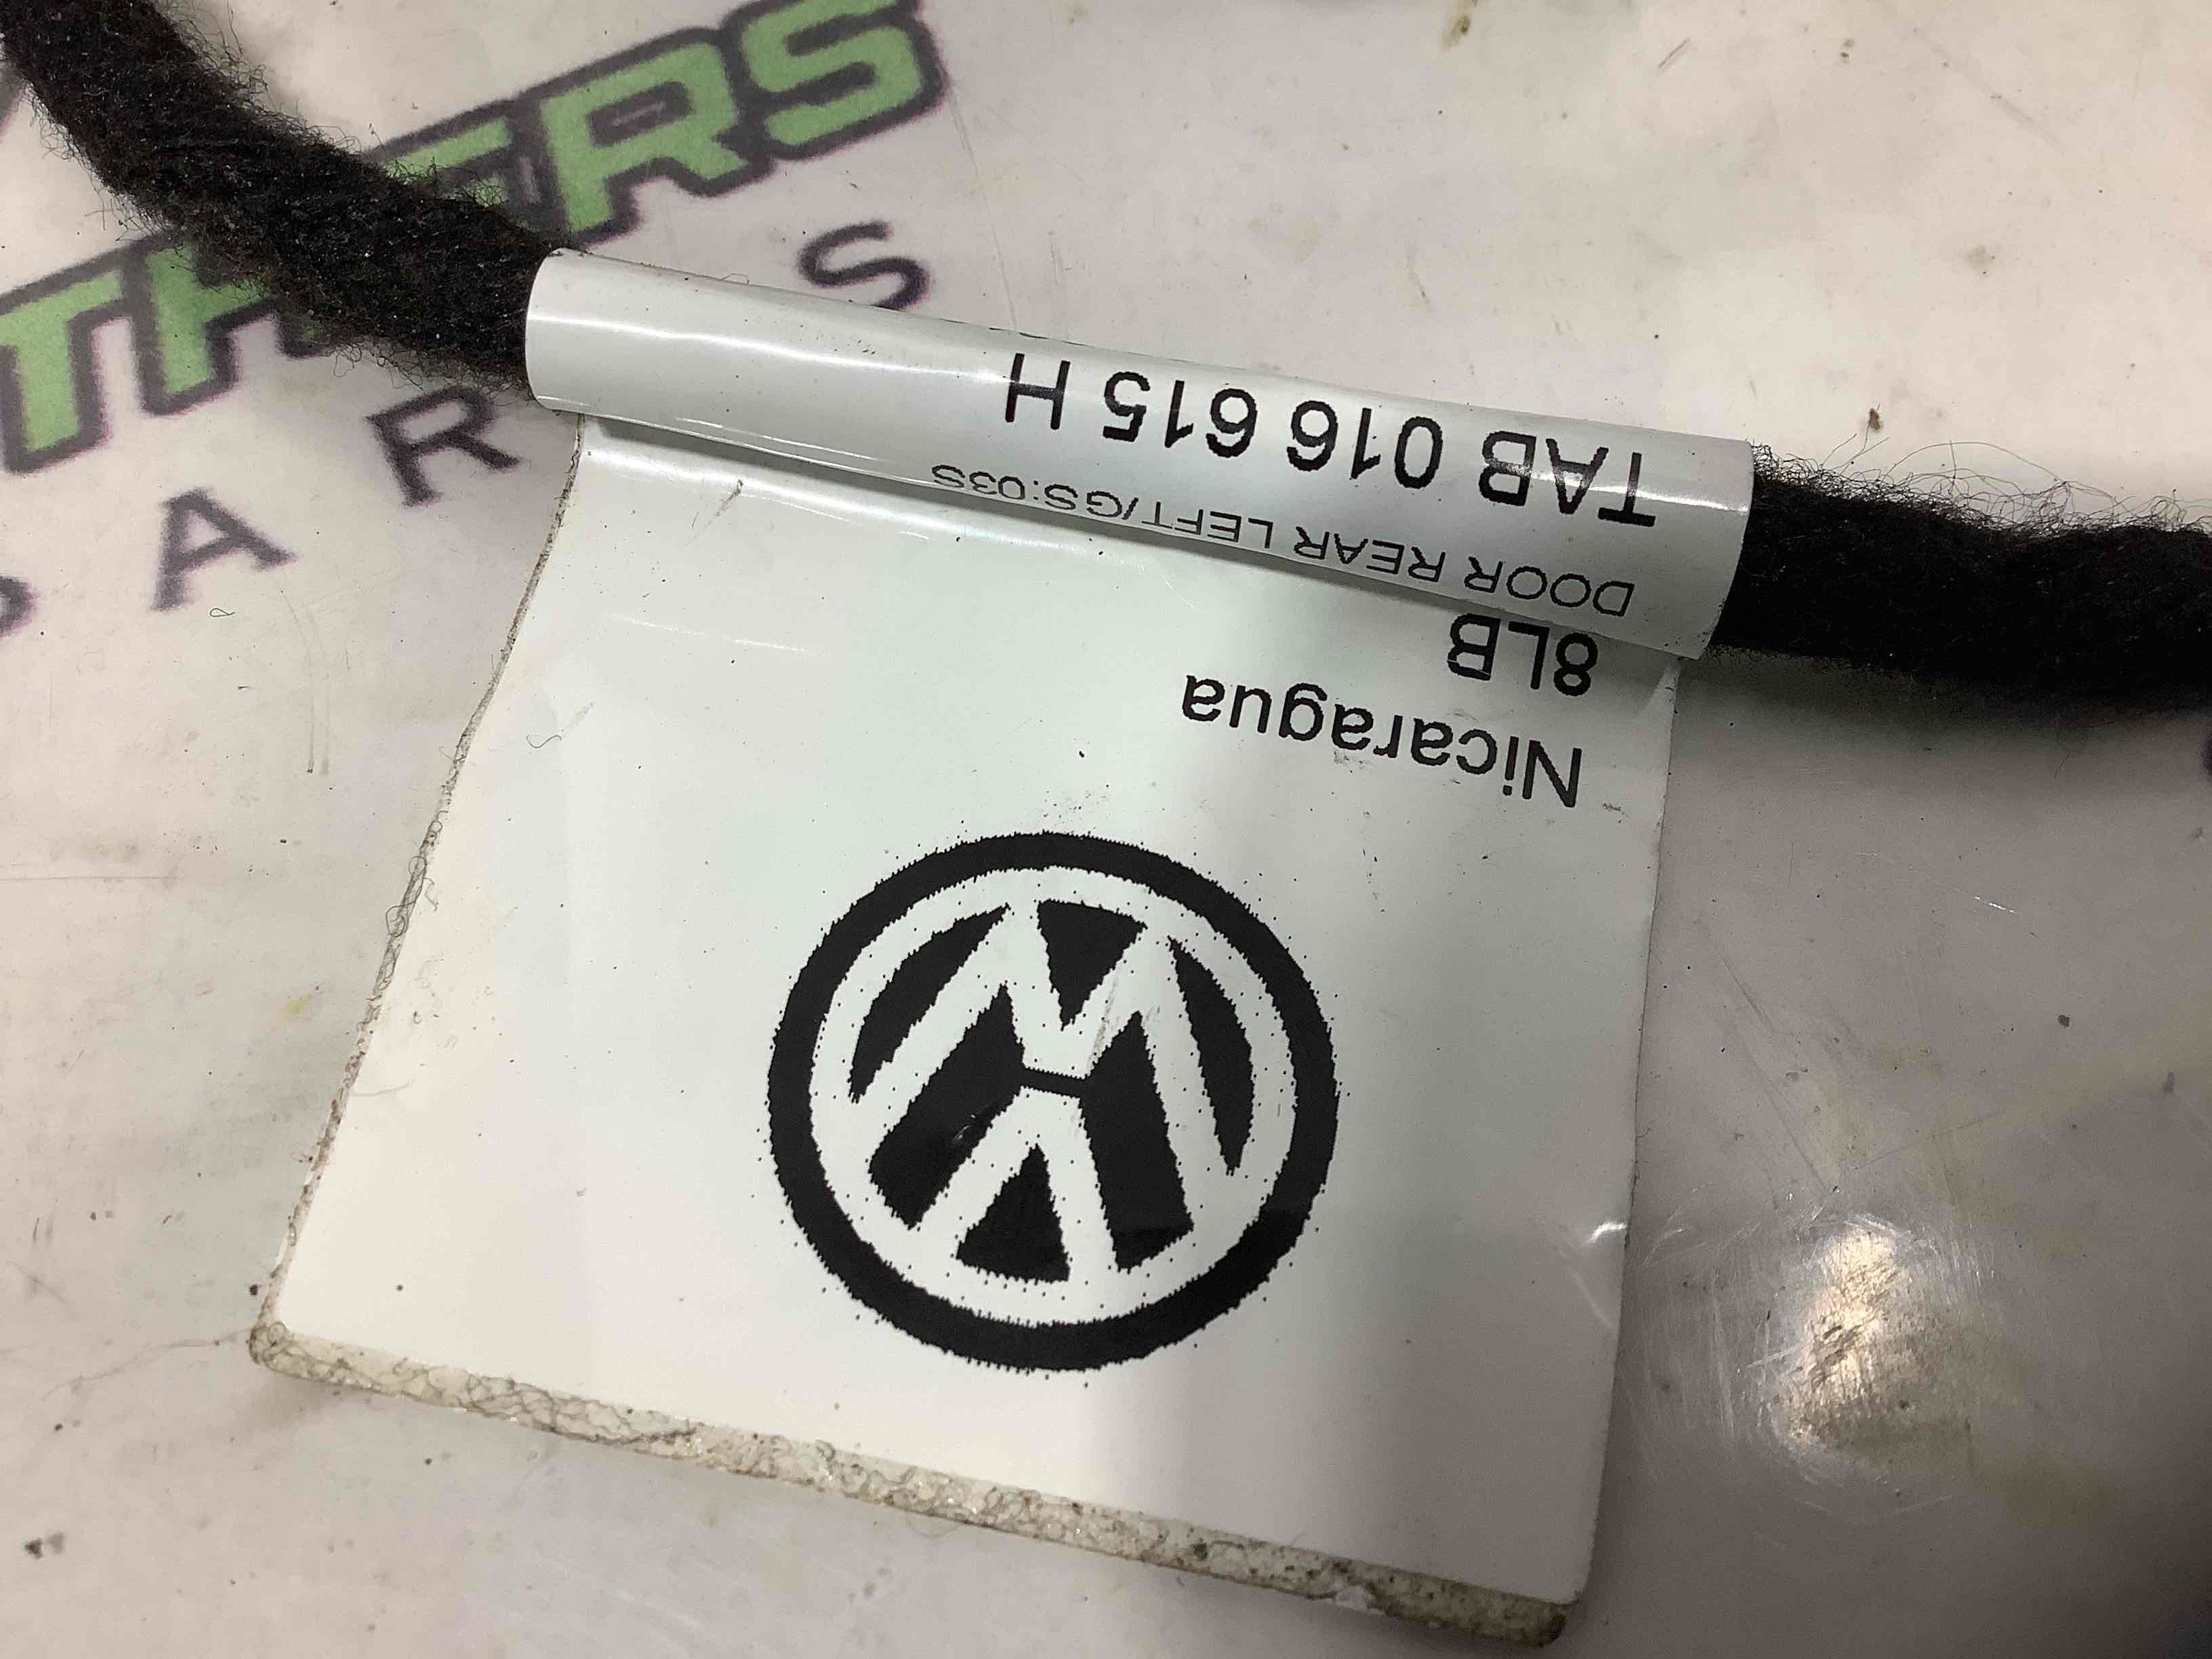 TAB 016 615 H
DOOR REAR LEFT/GS:03S
8LB
Nicaragua